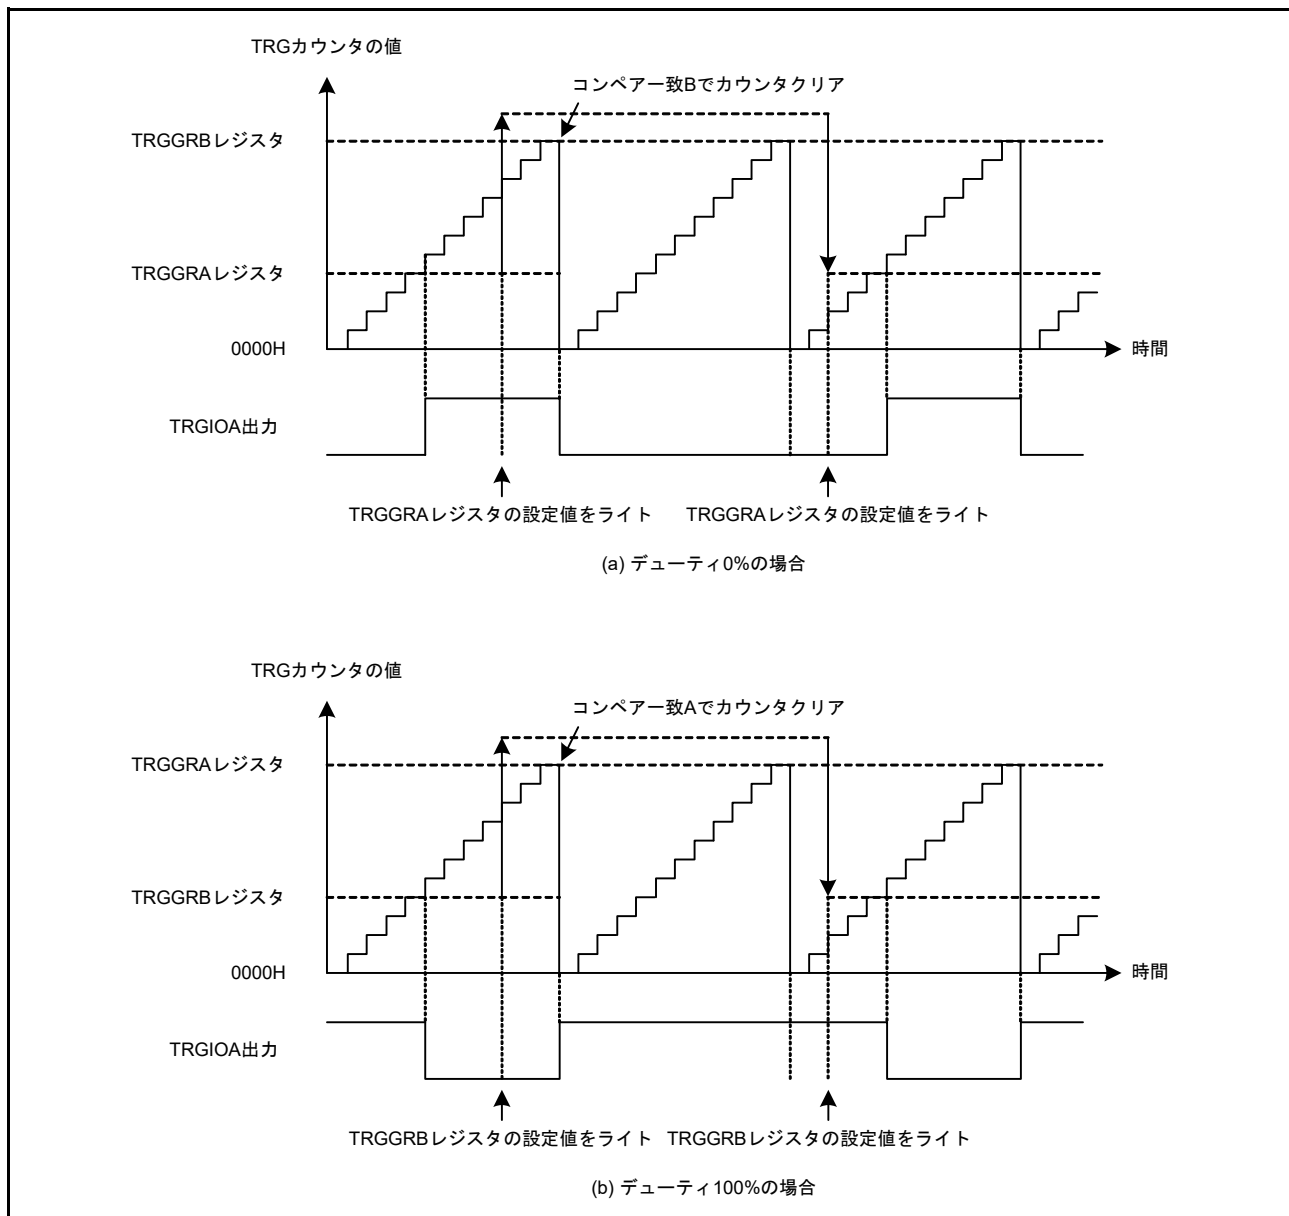 TRGカウンタの値
コンペアー致Bでカウンタクリア
TRGGRBレジスタ
TRGGRAレジスタ
0000H
時間
TRGIOA出力
TRGGRAレジスタの設定値をライト
TRGGRAレジスタの設定値をライト
(a) デューティ0%の場合
TRGカウンタの値
コンペアー致Aでカウンタクリア
TRGGRAレジスタ
TRGGRBレジスタ
0000H
時間
TRGIOA出力
TRGGRBレジスタの設定値をライト
TRGGRBレジスタの設定値をライト
(b) デューティ100%の場合